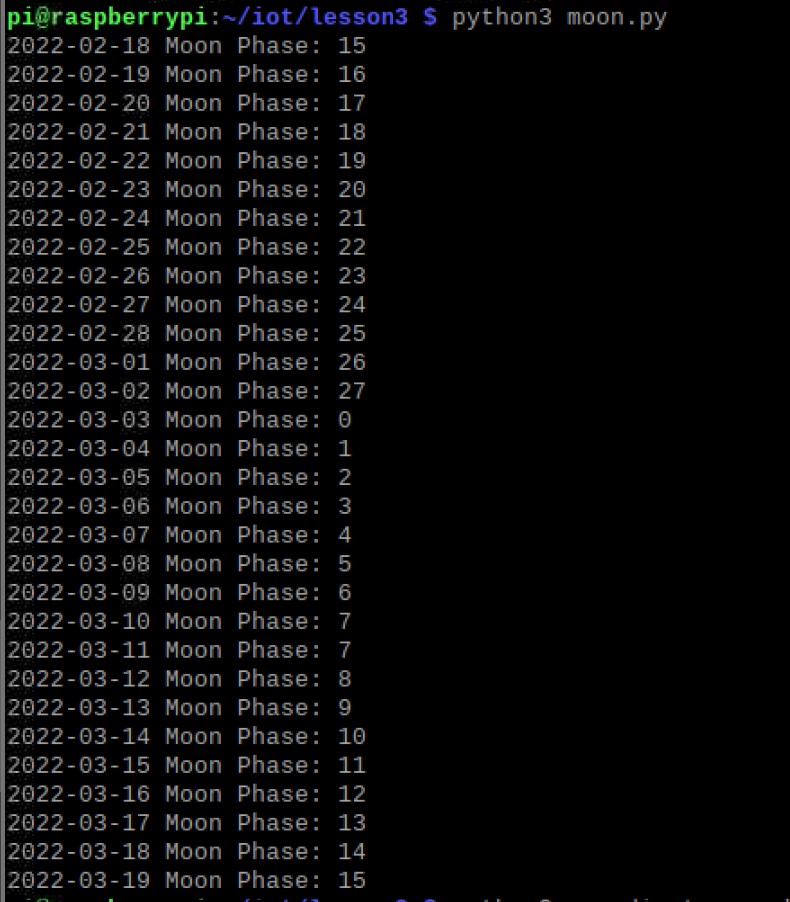 pi@raspberrypi:~/iot/lesson3 $ python3 moon.py
2022-02-18 Moon Phase: 15
2022-02-19 Moon Phase: 16
2022-02-20 Moon Phase: 17
2022-02-21 Moon Phase: 18
2022-02-22 Moon Phase: 19
2022-02-23 Moon Phase: 20
2022-02-24 Moon Phase: 21
2022-02-25 Moon Phase: 22
2022-02-26 Moon Phase: 23
2022-02-27 Moon Phase: 24
2022-02-28 Moon Phase: 25
2022-03-01 Moon Phase: 26
2022-03-02 Moon Phase: 27
2022-03-03 Moon Phase: 0
2022-03-04 Moon Phase: 1
2022-03-05 Moon Phase: 2
2022-03-06 Moon Phase: 3
2022-03-07 Moon Phase: 4
2022-03-08 Moon Phase: 5
2022-03-09 Moon Phase: 6
2022-03-10 Moon Phase: 7
2022-03-11 Moon Phase: 7
2022-03-12 Moon Phase: 8
2022-03-13 Moon Phase: 9
2022-03-14 Moon Phase: 10
2022-03-15 Moon Phase: 11
2022-03-16 Moon Phase: 12
2022-03-17 Moon Phase: 13
2022-03-18 Moon Phase: 14
2022-03-19 Moon Phase: 15